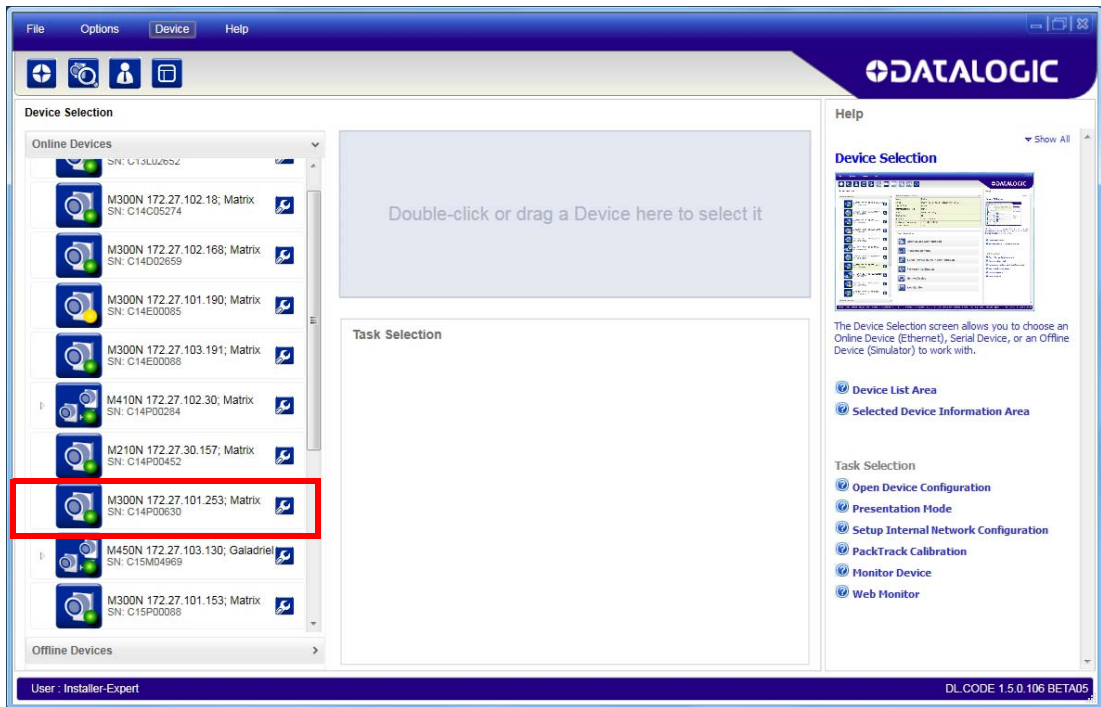 File Options Device Help
DATALOGIC
Device Selection
Online Devices
SN: C13L02652
M300N 172.27.102.18; Matrix
SN: C14C05274
M300N 172.27.102.168; Matrix
SN: C14D02659
M300N 172.27.101.190; Matrix
SN: C14E00085
M300N 172.27.103.191; Matrix
SN: C14E00088
M410N 172.27.102.30; Matrix
SN: C14P00284
M210N 172.27.30.157; Matrix
SN: C14P00452
M300N 172.27.101.253; Matrix
SN: C14P00630
M450N 172.27.103.130; Galadriel
SN: C15M04969
M300N 172.27.101.153; Matrix
SN: C15P00088
Offline Devices
Double-click or drag a Device here to select it
Task Selection
Help
Show All
Device Selection
The Device Selection screen allows you to choose an
Online Device (Ethernet), Serial Device, or an Offline
Device (Simulator) to work with.
Device List Area
Selected Device Information Area
Task Selection
Open Device Configuration
Presentation Mode
Setup Internal Network Configuration
PackTrack Calibration
Monitor Device
Web Monitor
User : Installer-Expert
DL.CODE 1.5.0.106 BETA05